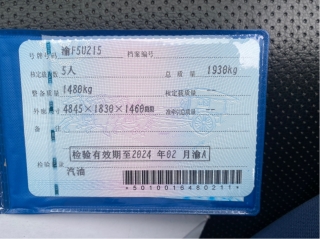 号牌号码 渝F5U215 档案编号
核定载人数 5人 总质量 1930kg
整备质量 1480kg 核定载质量 --
外廓尺寸 4845×1830×1460mm 准牵引总质量 --
备注
检验有效期至2024年02月渝A
检验记录
汽油
*5010015460211*